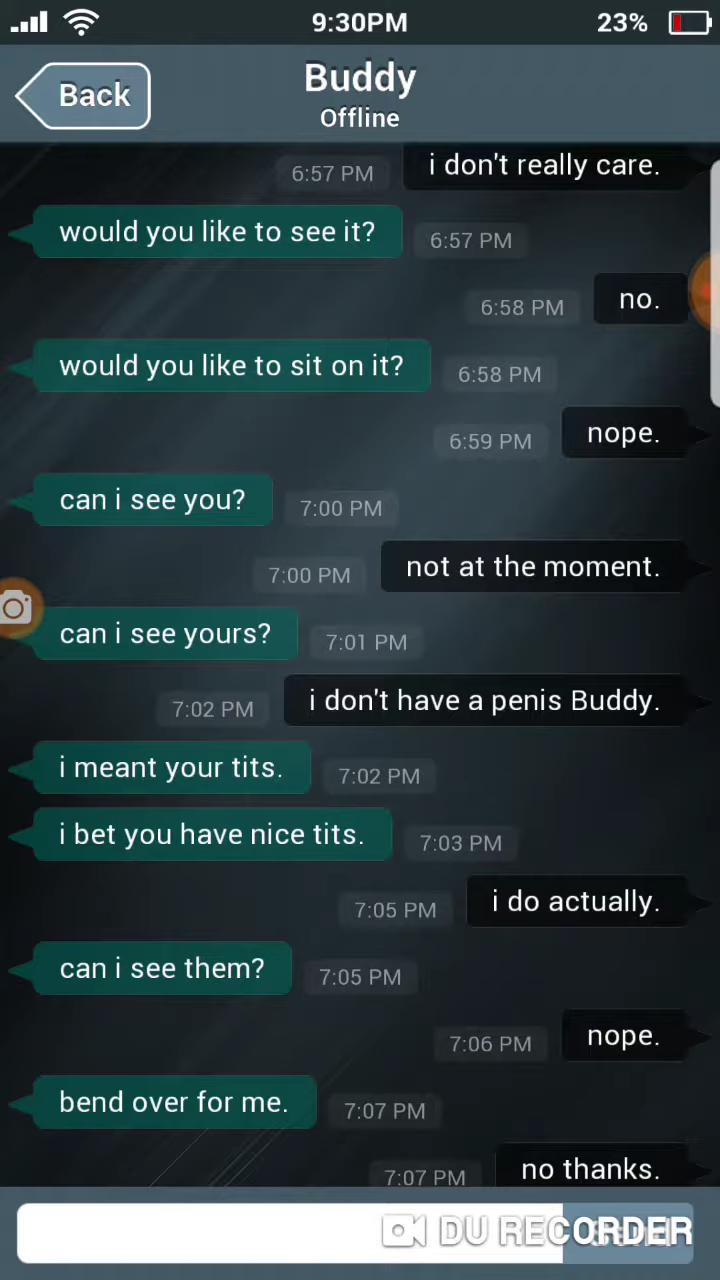 9:30PM
23%
Back
Buddy
Offline
6:57 PM
i don't really care.
would you like to see it?
6:57 PM
6:58 PM
no.
would you like to sit on it?
6:58 PM
6:59 PM
nope.
can i see you?
7:00 PM
7:00 PM
not at the moment.
can i see yours?
7:01 PM
7:02 PM
i don't have a penis Buddy.
i meant your tits.
7:02 PM
i bet you have nice tits.
7:03 PM
7:05 PM
i do actually.
can i see them?
7:05 PM
7:06 PM
nope.
bend over for me.
7:07 PM
7:07 PM
no thanks.
DU RECORDER